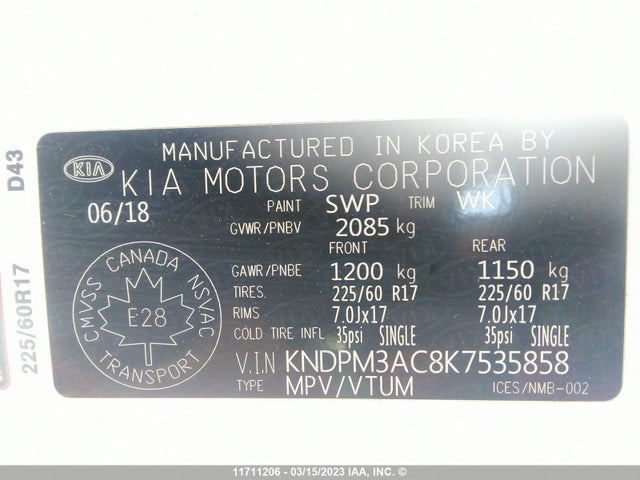 D43
225/60R17
KIA
MANUFACTURED IN KOREA BY
KIA MOTORS CORPORATION
06/18 PAINT SWP TRIM WK
GVWR/PNBV 2085 kg
FRONT REAR
GAWR/PNBE 1200 kg 1150 kg
TIRES. 225/60 R17 225/60 R17
RIMS 7.0Jx17 7.0Jx17
COLD TIRE INFL 35psi SINGLE 35psi SINGLE
V.I.N KNDPM3AC8K7535858
TYPE MPV/VTUM ICES/NMB-002
CANADA
CMVSS NSVAC
E28
TRANSPORT
11711206 - 03/15/2023 IAA, INC. ©